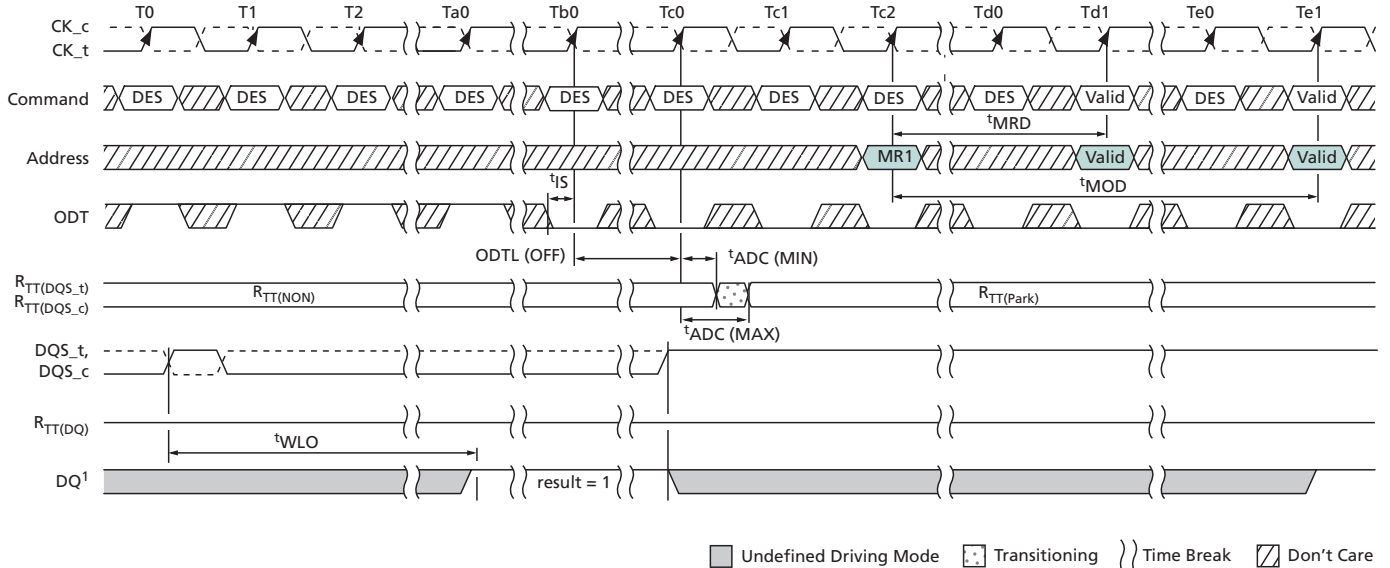 T0 T1 T2 Ta0 Tb0 Tc0 Tc1 Tc2 Td0 Td1 Te0 Te1
CK_c
CK_t
Command DES DES DES DES DES DES DES DES DES Valid DES Valid
tMRD
Address MR1 Valid Valid
tIS tMOD
ODT
ODTL (OFF) tADC (MIN)
RTT(DQS_t)
RTT(DQS_c) RTT(NON) RTT(Park)
tADC (MAX)
DQS_t,
DQS_c
RTT(DQ)
tWLO
DQ1 result = 1
Undefined Driving Mode Transitioning Time Break Don't Care